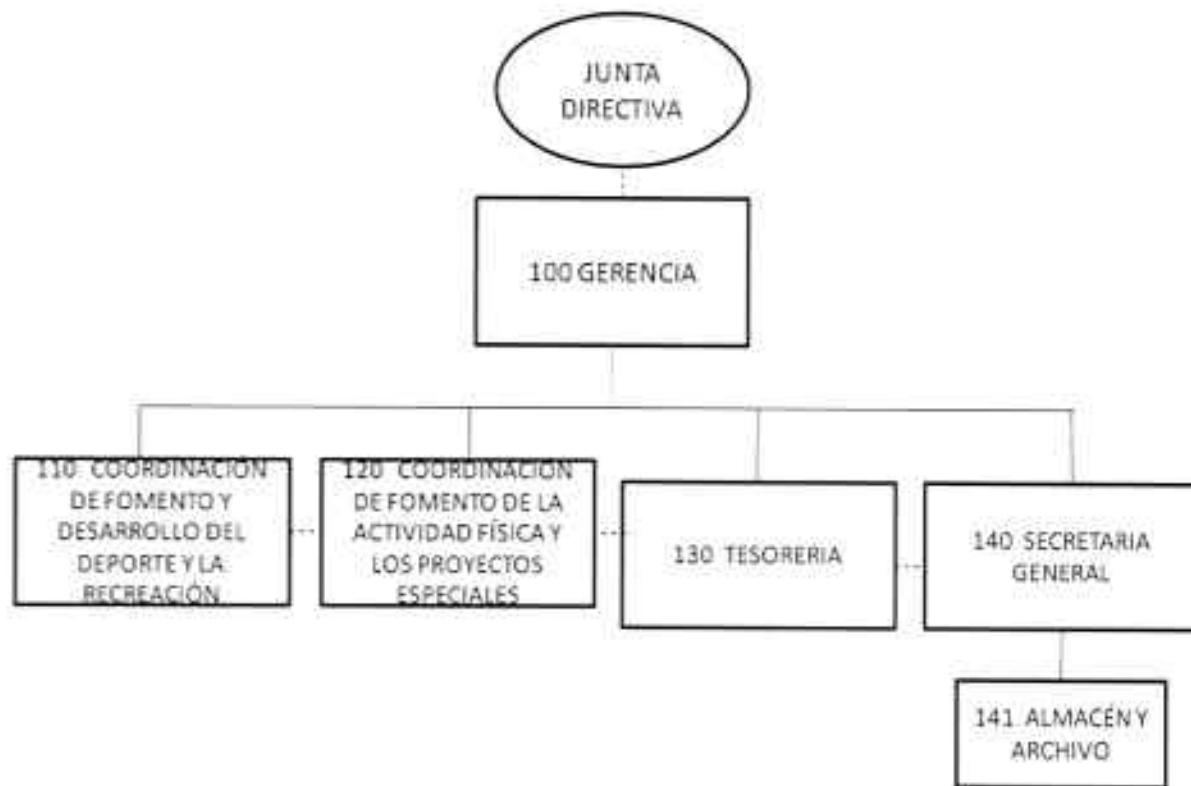 JUNTA
DIRECTIVA
100 GERENCIA
110 COORDINACIÓN
DE FOMENTO Y
DESARROLLO DEL
DEPORTE Y LA
RECREACIÓN
120 COORDINACIÓN
DE FOMENTO DE LA
ACTIVIDAD FÍSICA Y
LOS PROYECTOS
ESPECIALES
130 TESORERIA
140 SECRETARIA
GENERAL
141 ALMACÉN Y
ARCHIVO